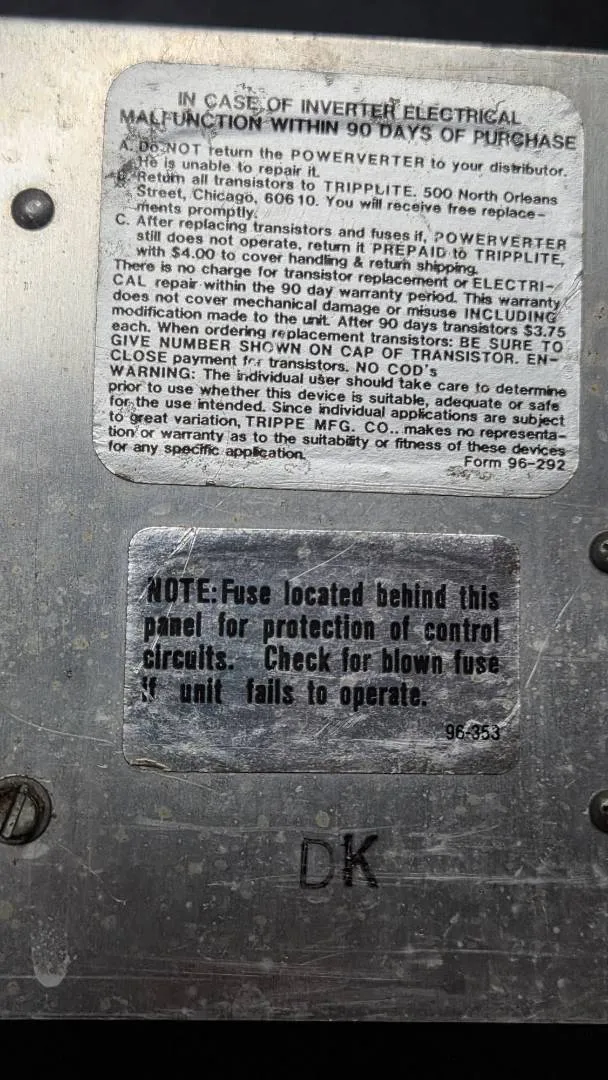 IN CASE OF INVERTER ELECTRICAL
MALFUNCTION WITHIN 90 DAYS OF PURCHASE
A. Do NOT return the POWERVERTER to your distributor.
He is unable to repair it.
B. Return all transistors to TRIPPLITE. 500 North Orleans
Street, Chicago, 60610. You will receive free replace-
ments promptly.
C. After replacing transistors and fuses if, POWERVERTER
still does not operate, return it PREPAID to TRIPPLITE,
with $4.00 to cover handling & return shipping.
There is no charge for transistor replacement or ELECTRI-
CAL repair within the 90 day warranty period. This warranty
does not cover mechanical damage or misuse INCLUDING
modification made to the unit. After 90 days transistors $3.75
each. When ordering replacement transistors: BE SURE TO
GIVE NUMBER SHOWN ON CAP OF TRANSISTOR. EN-
CLOSE payment for transistors. NO COD's
WARNING: The individual user should take care to determine
prior to use whether this device is suitable, adequate or safe
for the use intended. Since individual applications are subject
to great variation, TRIPPE MFG. CO.. makes no representa-
tion or warranty as to the suitability or fitness of these devices
for any specific application.
Form 96-292
NOTE: Fuse located behind this
panel for protection of control
circuits. Check for blown fuse
if unit fails to operate.
96-353
DK